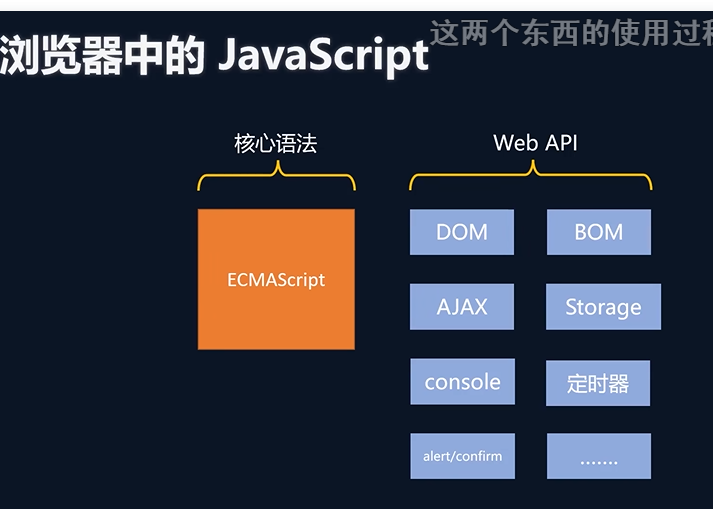 这两个东西的使用过程
浏览器中的 JavaScript
核心语法
Web API
ECMAScript
DOM
BOM
AJAX
Storage
console
定时器
alert/confirm
.......